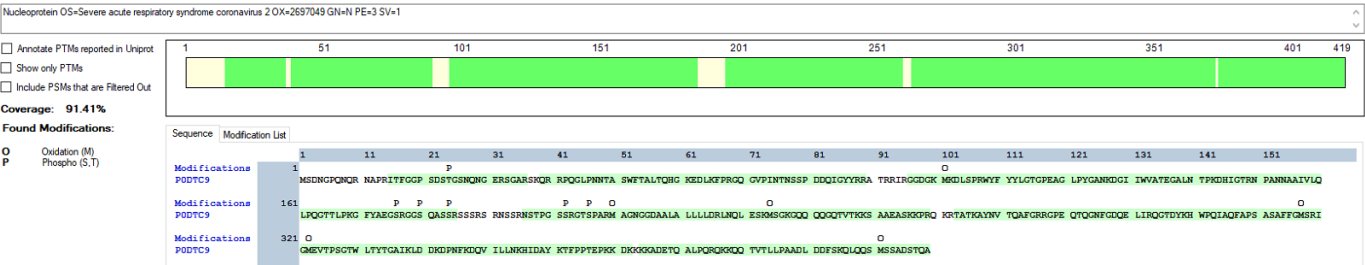 Nucleoprotein OS=Severe acute respiratory syndrome coronavirus 2 OX=2697049 GN=N PE=3 SV=1
Annotate PTMs reported in Uniprot
Show only PTMs
Include PSMs that are Filtered Out
Coverage: 91.41%
Found Modifications:
O Oxidation (M)
P Phospho (S,T)
1 51 101 151 201 251 301 351 401 419
Sequence Modification List
1 11 21 31 41 51 61 71 81 91 101 111 121 131 141 151
Modifications 1 P O
P0DTC9 MSDNGPQNQR NAPRITFGGP SDSTGSNQNG ERSGARSKQR RPQGLPNNTA SWFTALTQHG KEDLKFPRGQ GVPINTNSSP DDQIGYYRRA TRRIRGGDGK MKDLSPRWYF YYLGTGPEAG LPYGANKDGI IWVATEGALN TPKDHIGTRN PANNAAIVLQ
Modifications 161 P P P P P O O O
P0DTC9 LPQGTTLPKG FYAEGSRGGS QASSRSSSRS RNSSRNSTPG SSRGTSPARM AGNGGDAALA LLLLDRLNQL ESKMSGKGQQ QQGQTVTKKS AAEASKKPRQ KRTATKAYNV TQAFGRRGPE QTQGNFGDQE LIRQGTDYKH WPQIAQFAPS ASAFFGMSRI
Modifications 321 O O
P0DTC9 GMEVTPSGTW LTYTGAIKLD DKDPNFKDQV ILLNKHIDAY KTFPPTEPKK DKKKKADETQ ALPQRQKKQQ TVTLLPAADL DDFSKQLQQS MSSADSTQA